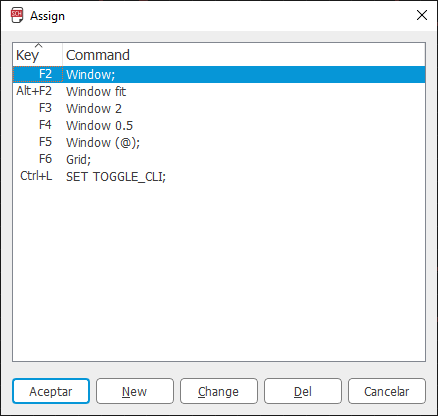 SCH Assign
Key Command
F2 Window;
Alt+F2 Window fit
F3 Window 2
F4 Window 0.5
F5 Window (@);
F6 Grid;
Ctrl+L SET TOGGLE_CLI;
Aceptar New Change Del Cancelar